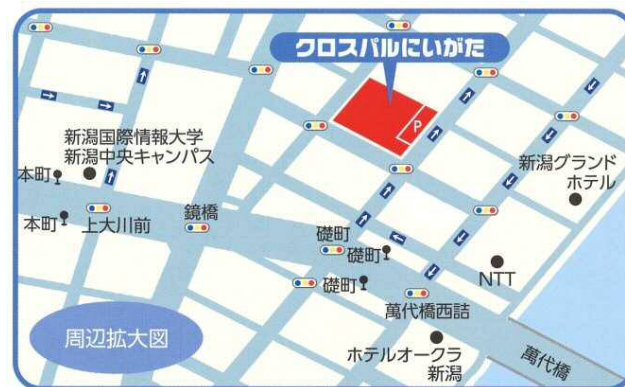 クロスパルにいがた
P
新潟国際情報大学
新潟中央キャンパス
本町
本町
上大川前
鏡橋
礎町
礎町
礎町
新潟グランド
ホテル
NTT
萬代橋西詰
ホテルオークラ
新潟
萬代橋
周辺拡大図